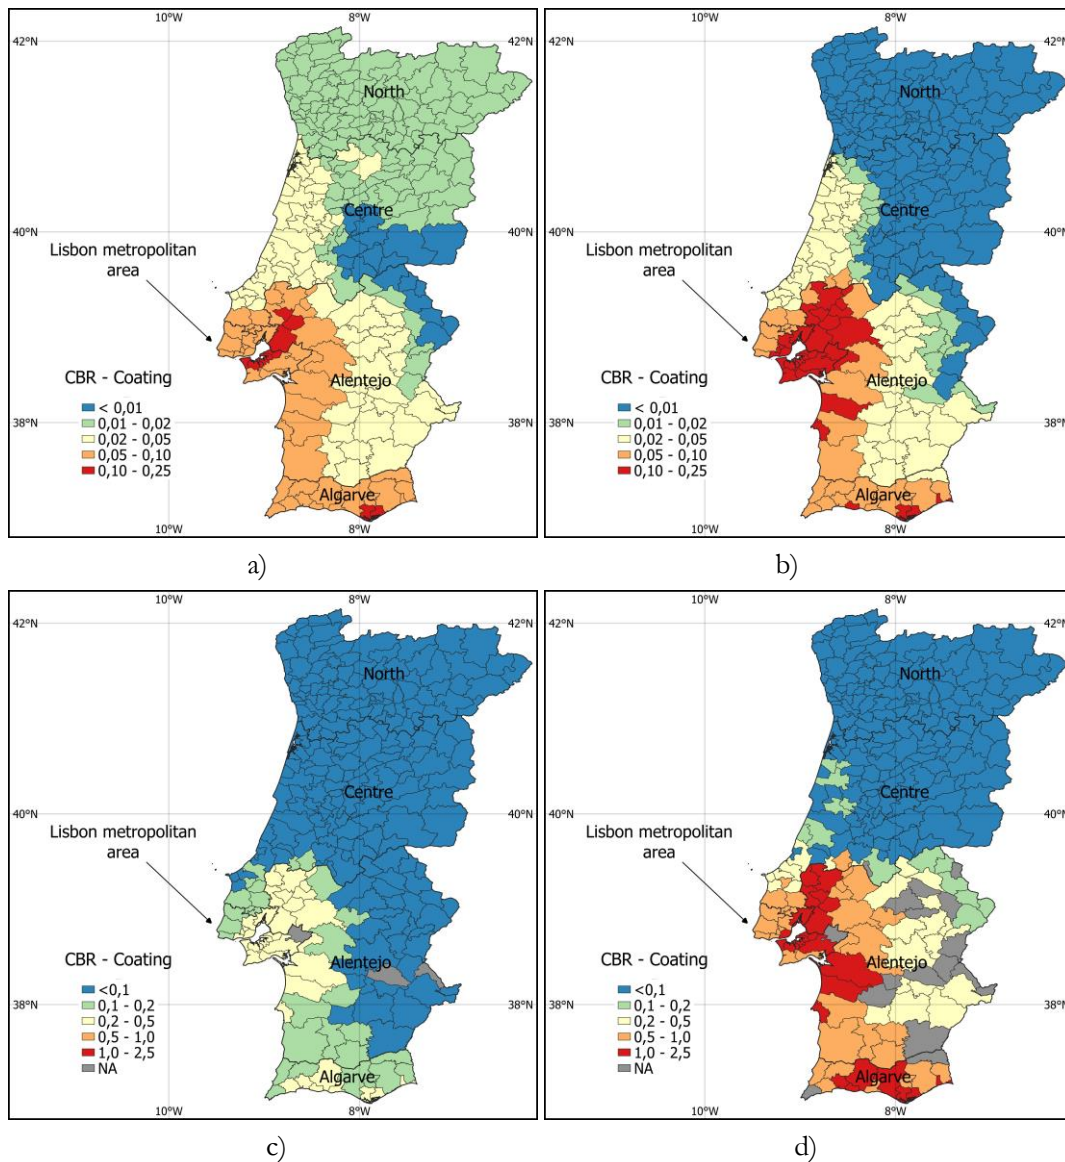 10°W 8°W
42°N 42°N
North
Centre
40°N 40°N
Lisbon metropolitan
area
CBR - Coating
Alentejo
< 0,01
0,01 - 0,02
38°N 38°N
0,02 - 0,05
0,05 - 0,10
0,10 - 0,25
Algarve
10°W 8°W
a)
10°W 8°W
42°N 42°N
North
Centre
40°N 40°N
Lisbon metropolitan
area
CBR - Coating
Alentejo
< 0,01
0,01 - 0,02
38°N 38°N
0,02 - 0,05
0,05 - 0,10
0,10 - 0,25
Algarve
10°W 8°W
b)
10°W 8°W
42°N 42°N
North
Centre
40°N 40°N
Lisbon metropolitan
area
CBR - Coating
Alentejo
<0,1
0,1 - 0,2
38°N 38°N
0,2 - 0,5
0,5 - 1,0
1,0 - 2,5
NA
Algarve
10°W 8°W
c)
10°W 8°W
42°N 42°N
North
Centre
40°N 40°N
Lisbon metropolitan
area
CBR - Coating
Alentejo
<0,1
0,1 - 0,2
38°N 38°N
0,2 - 0,5
0,5 - 1,0
1,0 - 2,5
NA
Algarve
10°W 8°W
d)